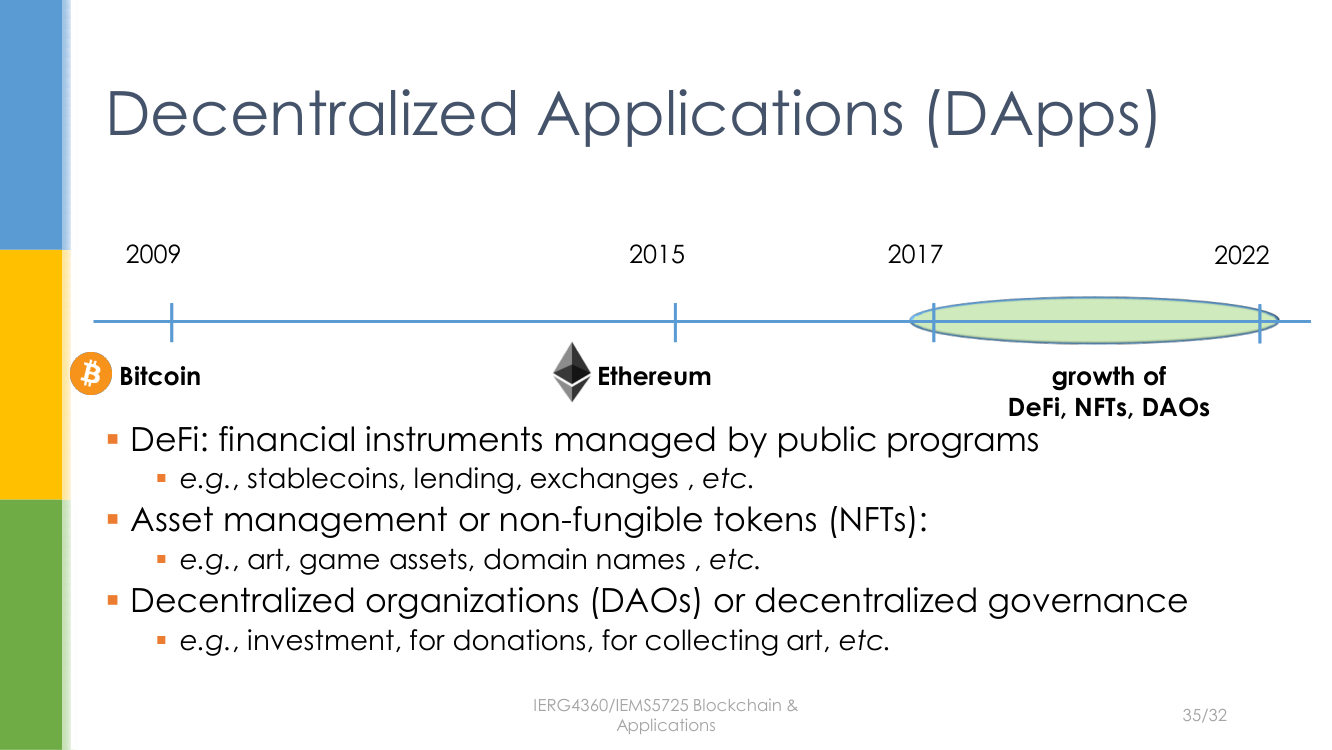 Decentralized Applications (DApps)
2009
2015
2017
2022
Bitcoin
Ethereum
growth of
DeFi, NFTs, DAOs
▪ DeFi: financial instruments managed by public programs
▪ e.g., stablecoins, lending, exchanges , etc.
▪ Asset management or non-fungible tokens (NFTs):
▪ e.g., art, game assets, domain names , etc.
▪ Decentralized organizations (DAOs) or decentralized governance
▪ e.g., investment, for donations, for collecting art, etc.
IERG4360/IEMS5725 Blockchain &
Applications
35/32